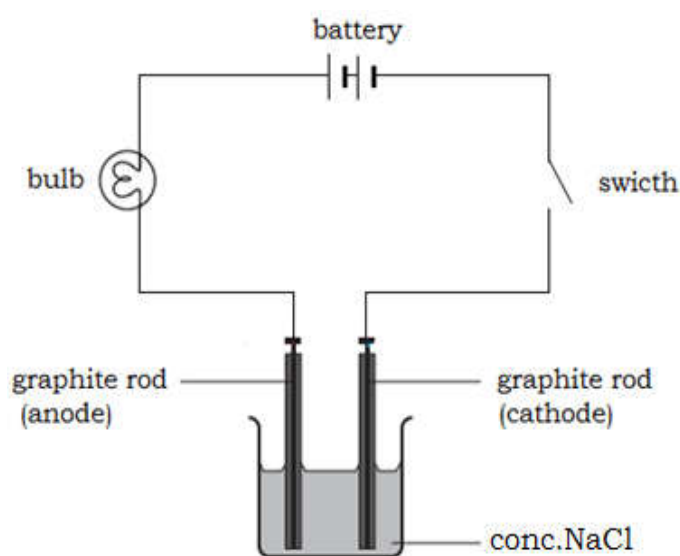 battery
bulb
swicth
graphite rod
(anode)
graphite rod
(cathode)
conc.NaCl